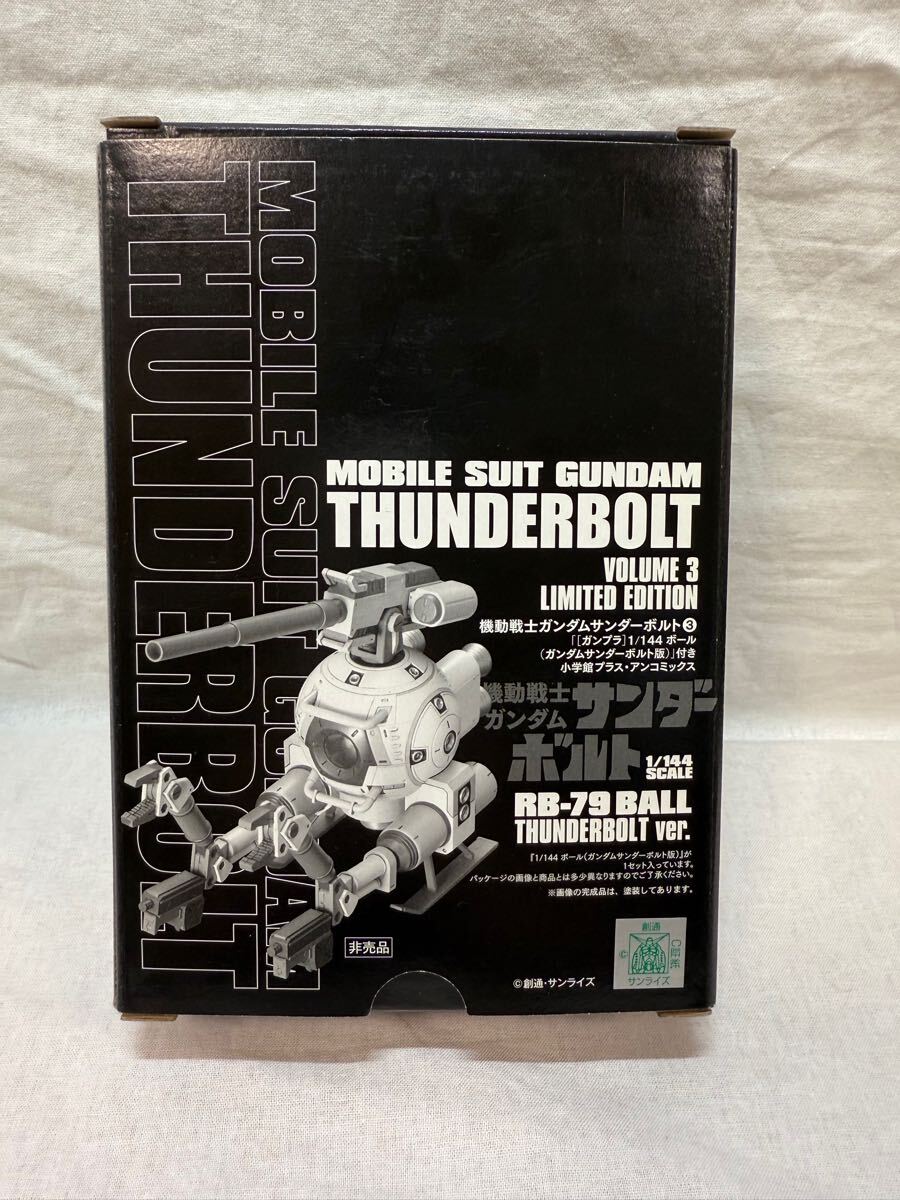 MOBILE SUIT GUNDAM
THUNDERBOLT
MOBILE SUIT GUNDAM
THUNDERBOLT
VOLUME 3
LIMITED EDITION
機動戦士ガンダムサンダーボルト❸
「[ガンプラ]1/144 ボール
(ガンダムサンダーボルト版)」付き
小学館プラス・アンコミックス
機動戦士
ガンダム
サンダー
ボルト
1/144
SCALE
RB-79 BALL
THUNDERBOLT ver.
『1/144 ボール(ガンダムサンダーボルト版)』が
1セット入っています。
パッケージの画像と商品とは多少異なりますのでご了承ください。
※画像の完成品は、塗装してあります。
非売品
©創通・サンライズ
創通
©
サンライズ